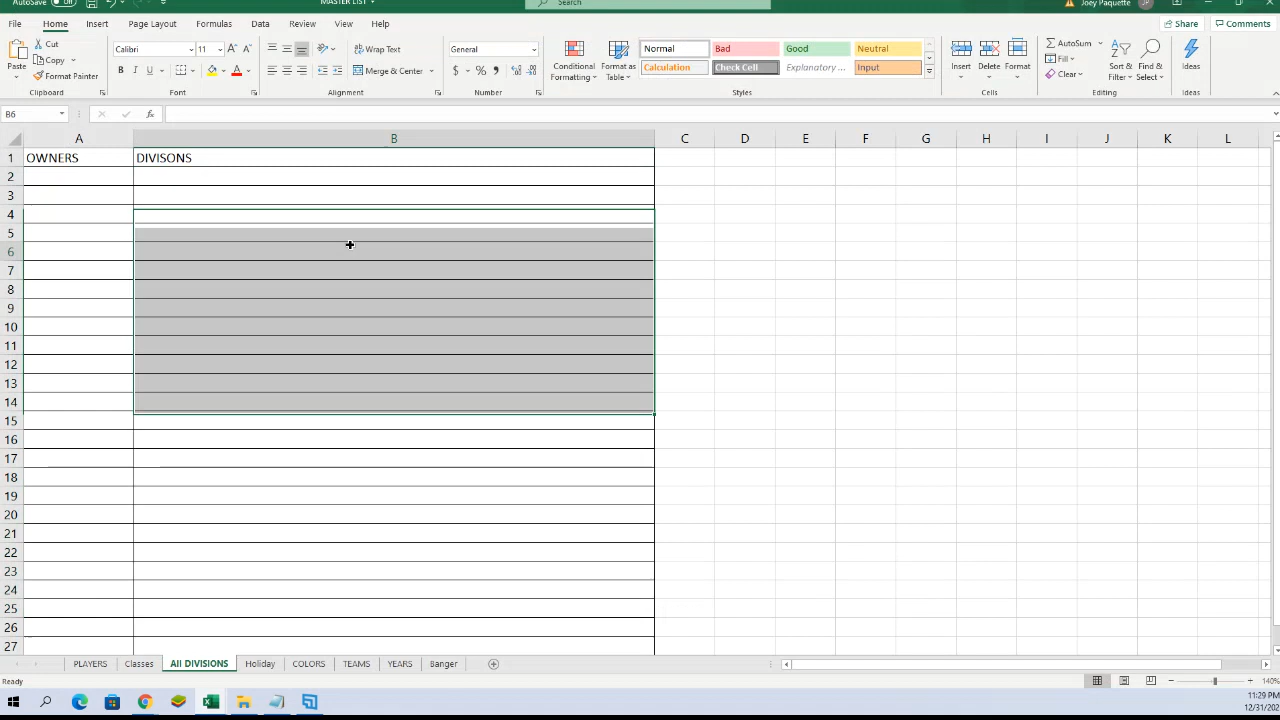 AutoSave Off MASTER LIST Search Joey Paquette JP
File Home Insert Page Layout Formulas Data Review View Help Share Comments
Paste Cut Calibri 11 A A Wrap Text General Normal Bad Good Neutral AutoSum
Copy Conditional Format as Insert Delete Format Fill Sort & Find & Ideas
Format Painter B I U A Merge & Center $ % , Formatting Table Calculation Check Cell Explanatory ... Input Clear Filter Select
Clipboard Font Alignment Number Styles Cells Editing Ideas
B6 fx
A B C D E F G H I J K L
1 OWNERS DIVISONS
2
3
4
5
6
7
8
9
10
11
12
13
14
15
16
17
18
19
20
21
22
23
24
25
26
27
PLAYERS Classes All DIVISIONS Holiday COLORS TEAMS YEARS Banger
Ready 140%
11:29 PM
12/31/202